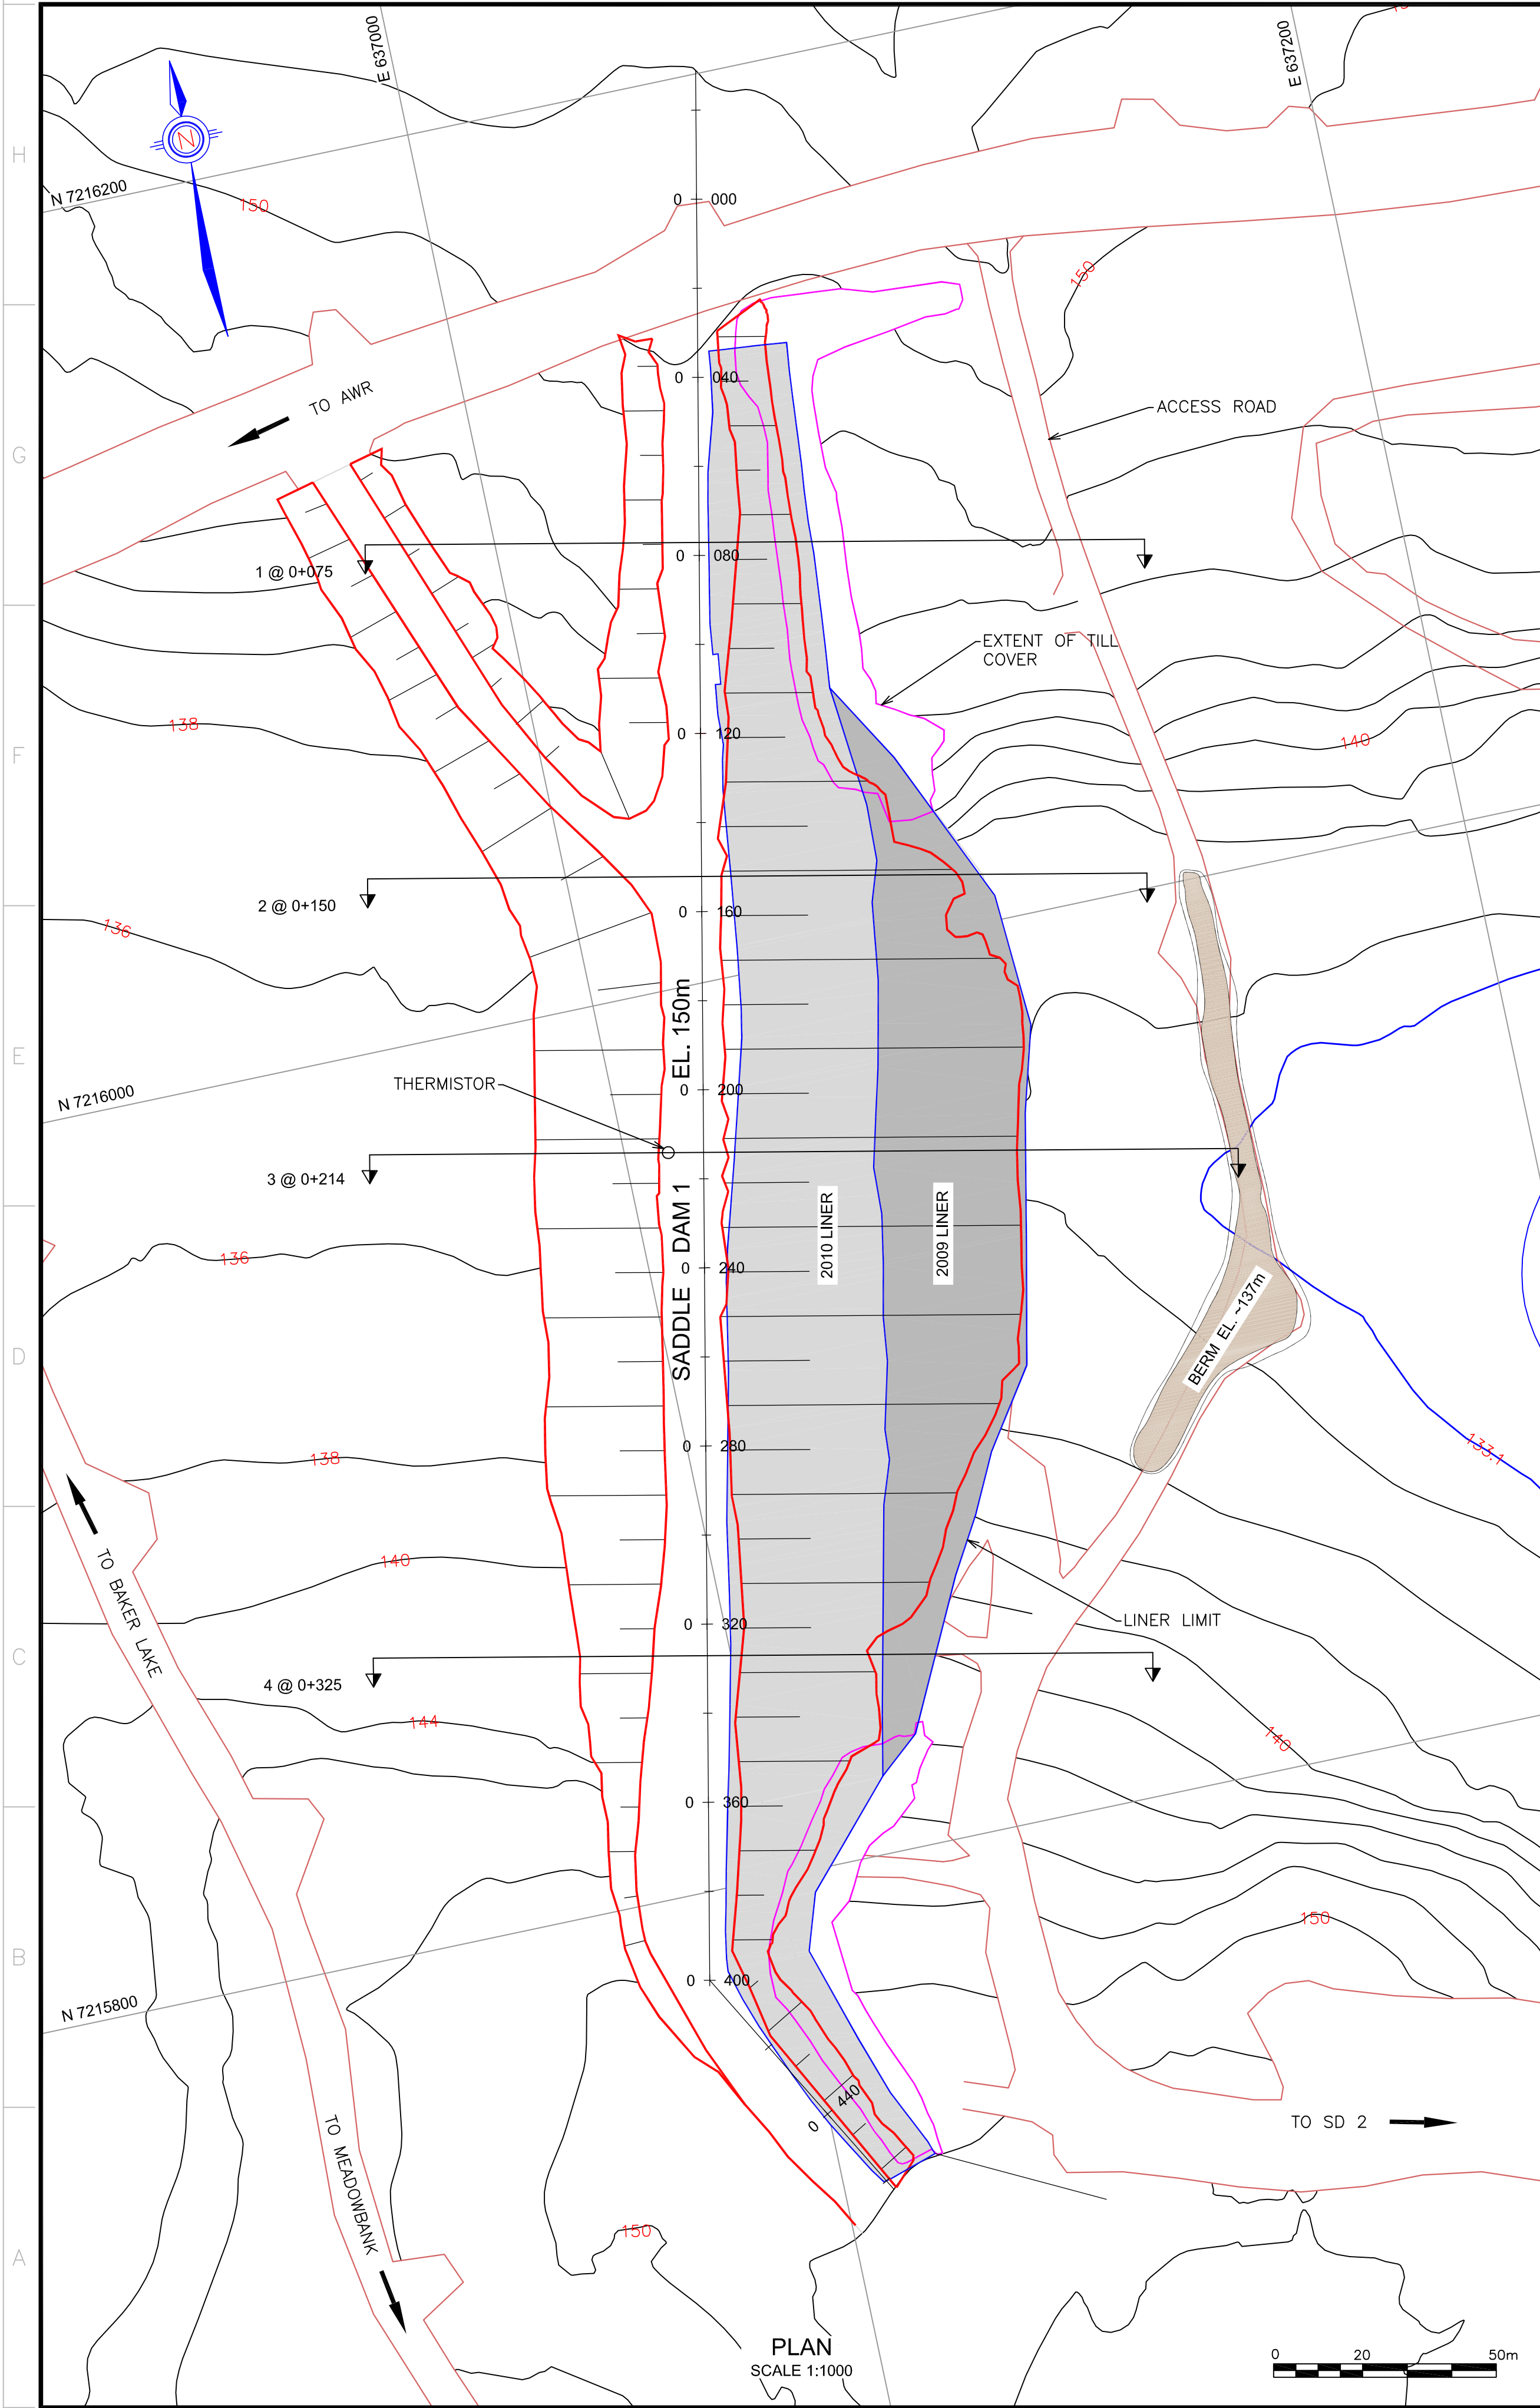 E 637000
E 637200
H
N
N 7216200
150
0 000
150
0 040
TO AWR
ACCESS ROAD
G
0 080
1 @ 0+075
EXTENT OF TILL
COVER
138
0 120
140
F
2 @ 0+150
0 160
136
EL. 150m
E
THERMISTOR
0 200
N 7216000
3 @ 0+214
SADDLE DAM 1
2010 LINER
2009 LINER
136
0 240
BERM EL. ~137m
D
0 280
133.1
138
TO BAKER LAKE
140
0 320
LINER LIMIT
C
4 @ 0+325
144
140
0 360
150
B
0 400
N 7215800
0 440
TO SD 2
TO MEADOWBANK
150
A
PLAN
SCALE 1:1000
0 20 50m